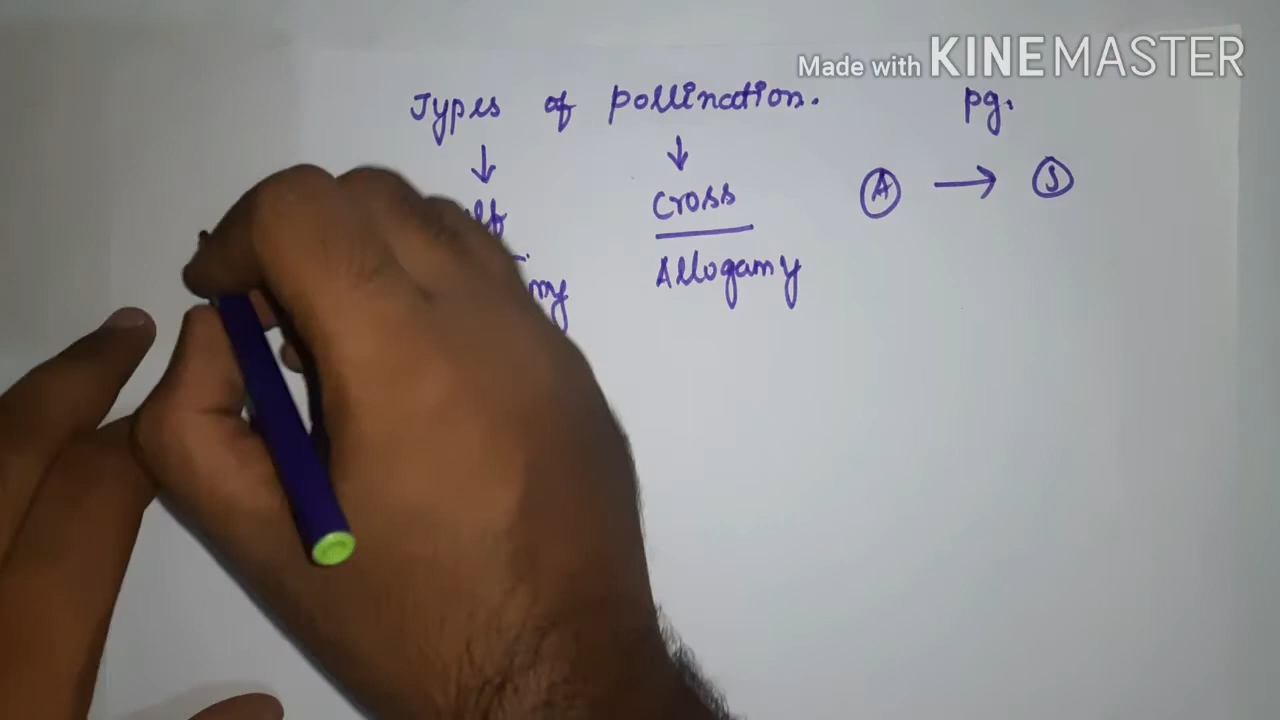 Made with KINEMASTER
Types of pollination. pg.
↓ ↓
Cross Ⓐ → Ⓢ
Allogamy